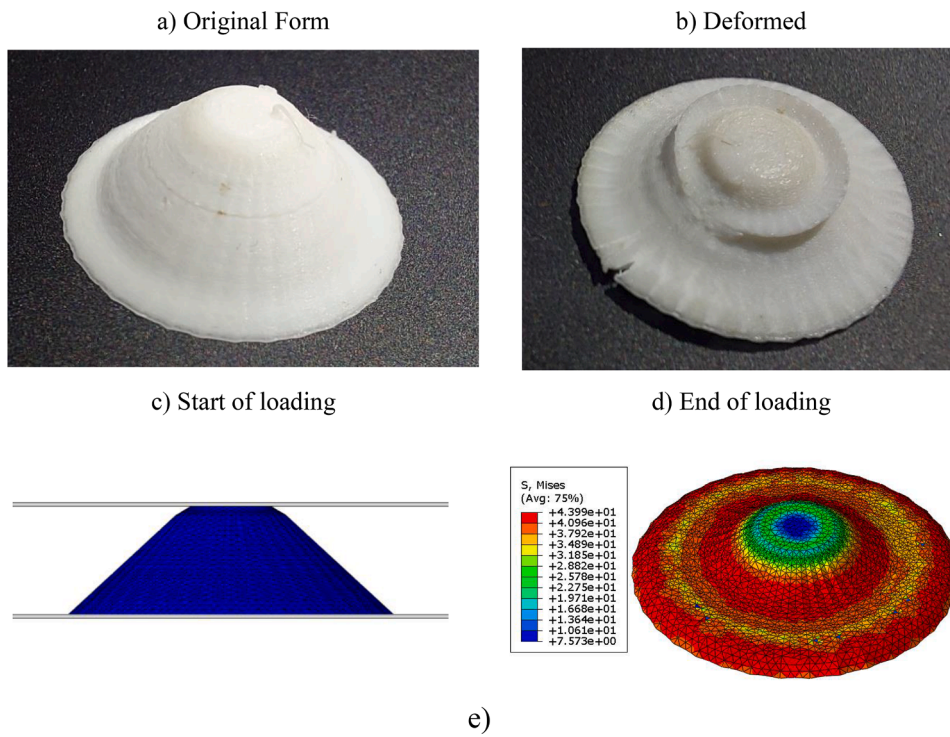 a) Original Form
b) Deformed
c) Start of loading
d) End of loading
S, Mises
(Avg: 75%)
+4.399e+01
+4.096e+01
+3.792e+01
+3.489e+01
+3.185e+01
+2.882e+01
+2.578e+01
+2.275e+01
+1.971e+01
+1.668e+01
+1.364e+01
+1.061e+01
+7.573e+00
e)